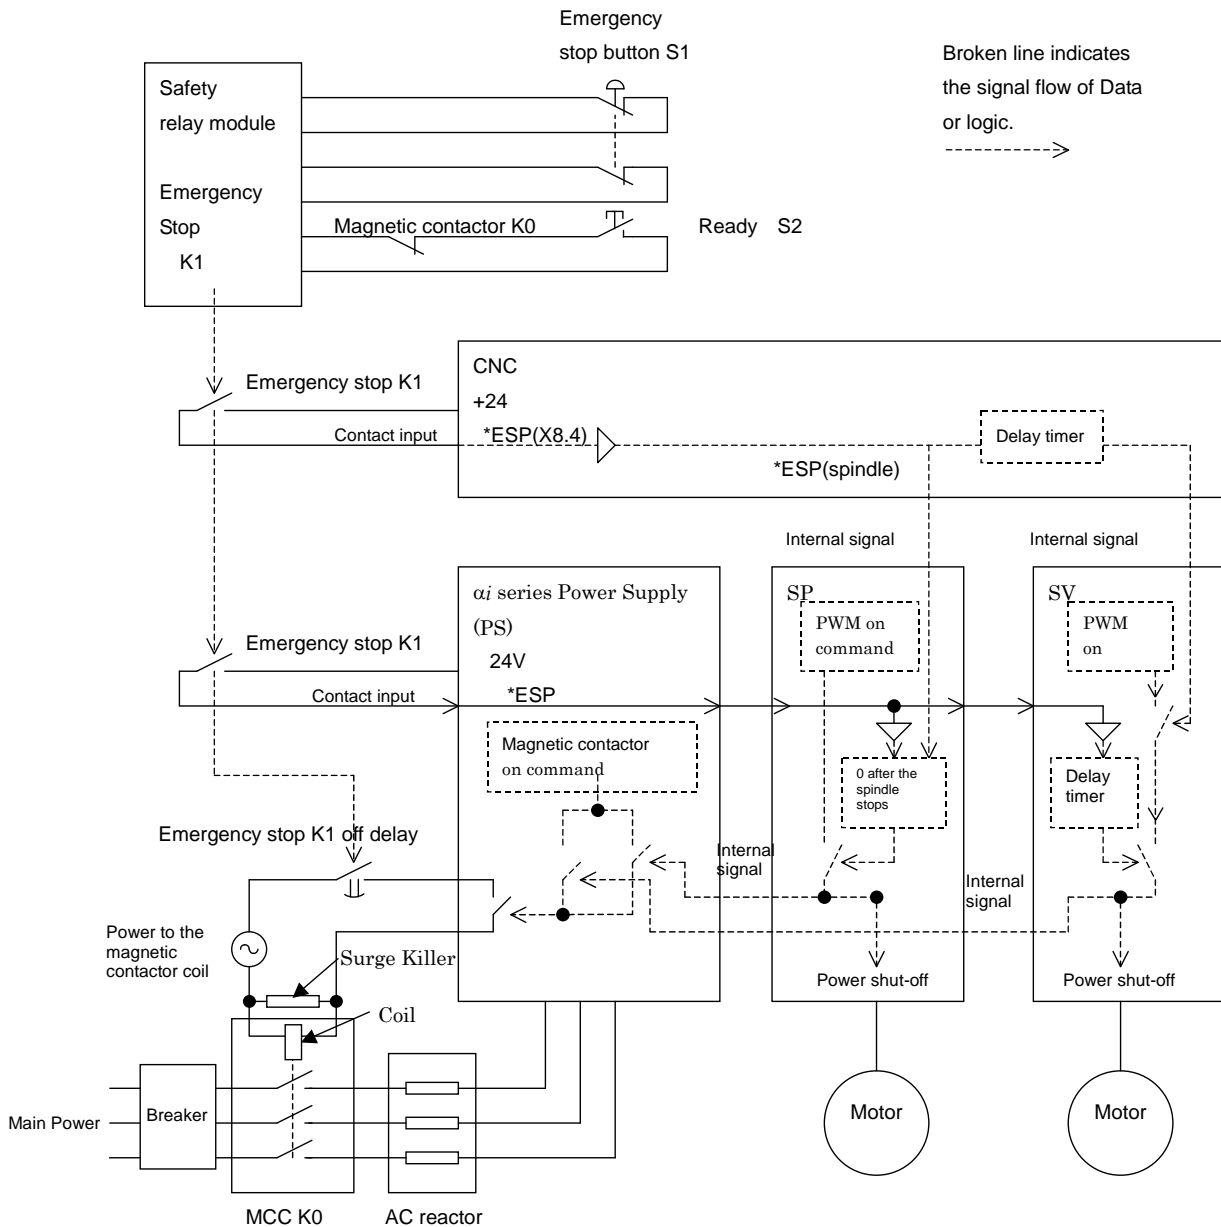 Emergency
stop button S1
Broken line indicates
the signal flow of Data
or logic.
Safety
relay module
Emergency
Stop
K1
Magnetic contactor K0
Ready S2
Emergency stop K1
Contact input
CNC
+24
*ESP(X8.4)
*ESP(spindle)
Delay timer
Internal signal
Internal signal
αi series Power Supply
(PS)
24V
*ESP
Emergency stop K1
Contact input
Magnetic contactor
on command
SP
PWM on
command
0 after the
spindle
stops
SV
PWM
on
Delay
timer
Emergency stop K1 off delay
Internal
signal
Internal
signal
Power to the
magnetic
contactor coil
Surge Killer
Coil
Power shut-off
Power shut-off
Main Power
Breaker
Motor
Motor
MCC K0
AC reactor